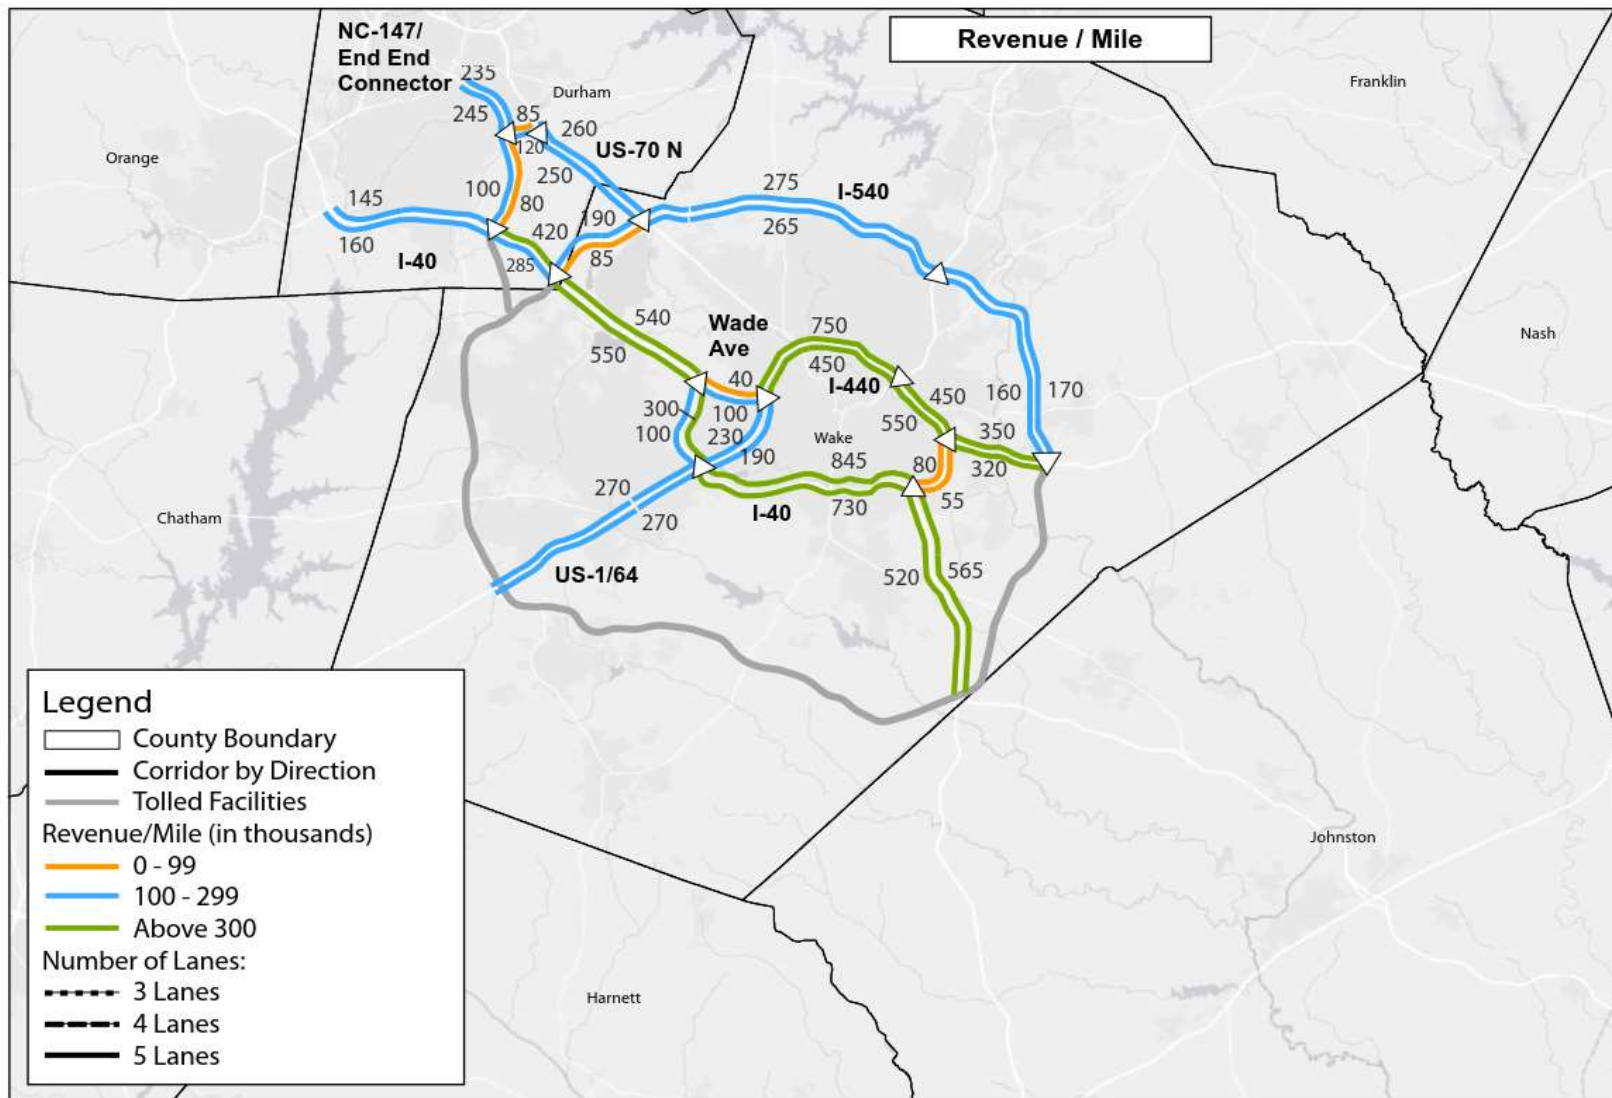 Revenue / Mile
NC-147/
End End
Connector
235
245
85
Durham
260
120
US-70 N
250
Franklin
Orange
100
80
145
160
I-40
420
285
190
85
275
I-540
265
Nash
540
550
Wade
Ave
750
450
I-440
40
100
300
100
230
190
450
550
350
320
160
170
Wake
845
80
55
I-40
730
270
270
US-1/64
520
565
Chatham
Johnston
Harnett
Legend
County Boundary
Corridor by Direction
Tolled Facilities
Revenue/Mile (in thousands)
0 - 99
100 - 299
Above 300
Number of Lanes:
3 Lanes
4 Lanes
5 Lanes